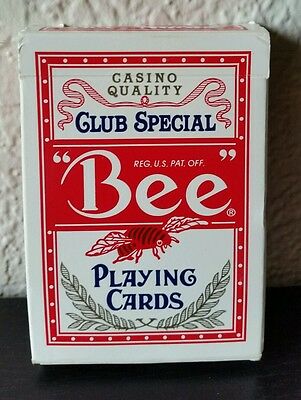 CASINO
QUALITY
CLUB SPECIAL
REG. U.S. PAT. OFF.
"Bee"®
PLAYING
CARDS